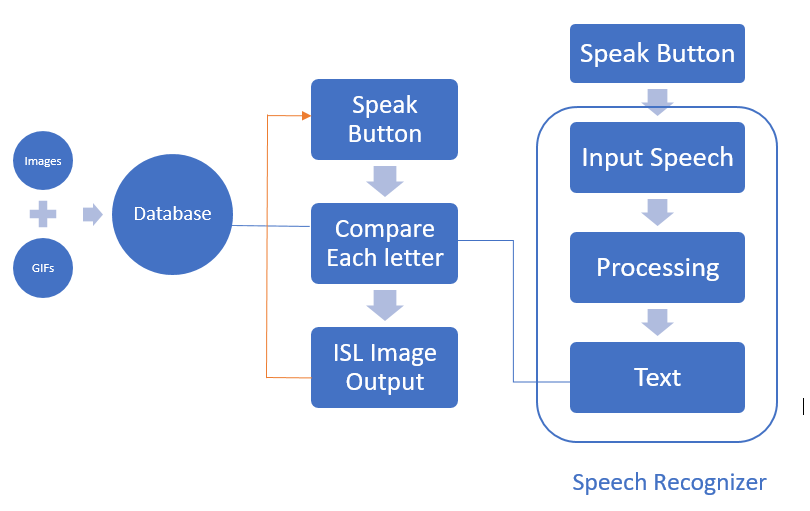 Images
GIFs
Database
Speak
Button
Compare
Each letter
ISL Image
Output
Speak Button
Input Speech
Processing
Text
Speech Recognizer